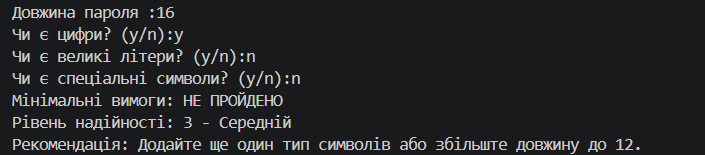 Довжина пароля :16
Чи є цифри? (y/n):y
Чи є великі літери? (y/n):n
Чи є спеціальні символи? (y/n):n
Мінімальні вимоги: НЕ ПРОЙДЕНО
Рівень надійності: 3 - Середній
Рекомендація: Додайте ще один тип символів або збільште довжину до 12.